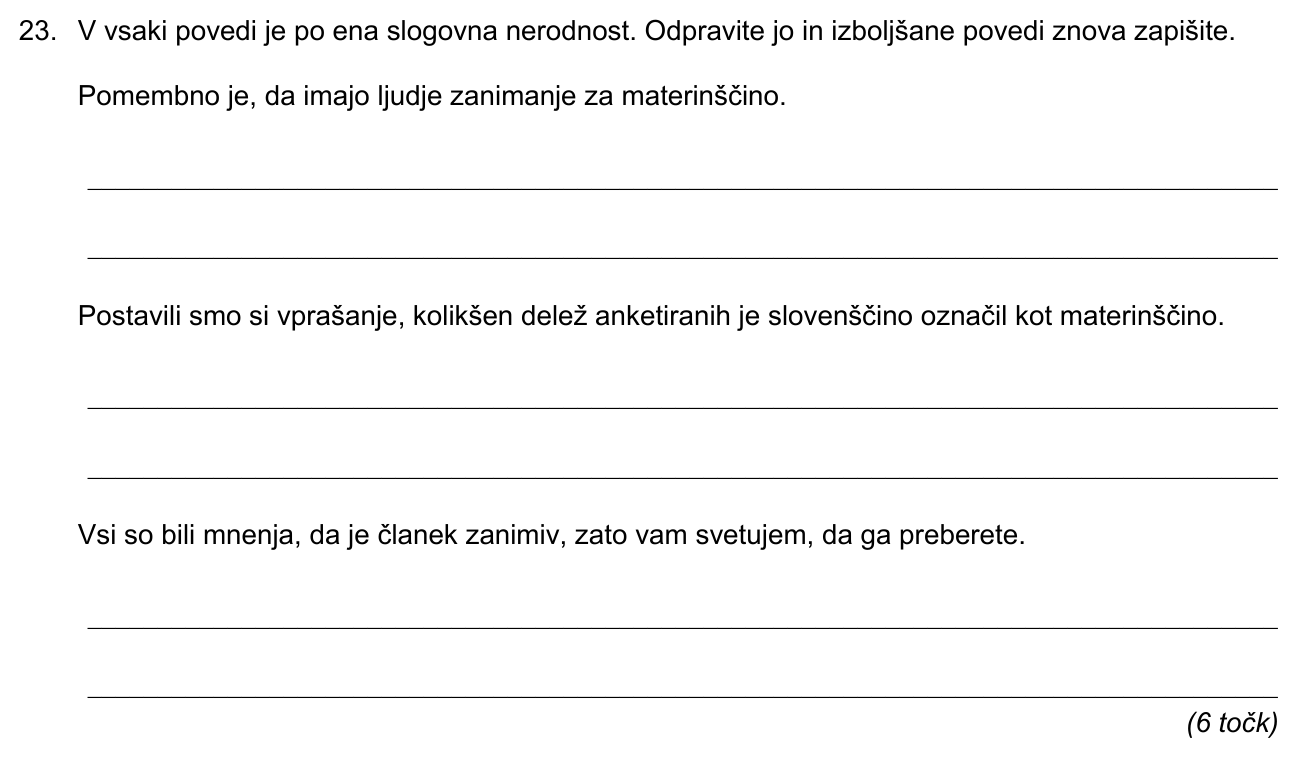 23. V vsaki povedi je po ena slogovna nerodnost. Odpravite jo in izboljšane povedi znova zapišite.
Pomembno je, da imajo ljudje zanimanje za materinščino.
Postavili smo si vprašanje, kolikšen delež anketiranih je slovenščino označil kot materinščino.
Vsi so bili mnenja, da je članek zanimiv, zato vam svetujem, da ga preberete.
(6 točk)